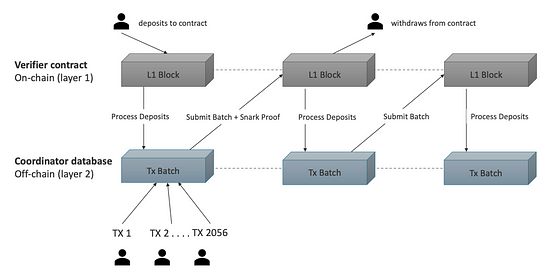 deposits to contract
withdraws from contract
Verifier contract
On-chain (layer 1)
L1 Block
L1 Block
L1 Block
Process Deposits
Submit Batch + Snark Proof
Process Deposits
Submit Batch
Process Deposits
Coordinator database
Off-chain (layer 2)
Tx Batch
Tx Batch
Tx Batch
TX 1
TX 2 . . . . TX 2056